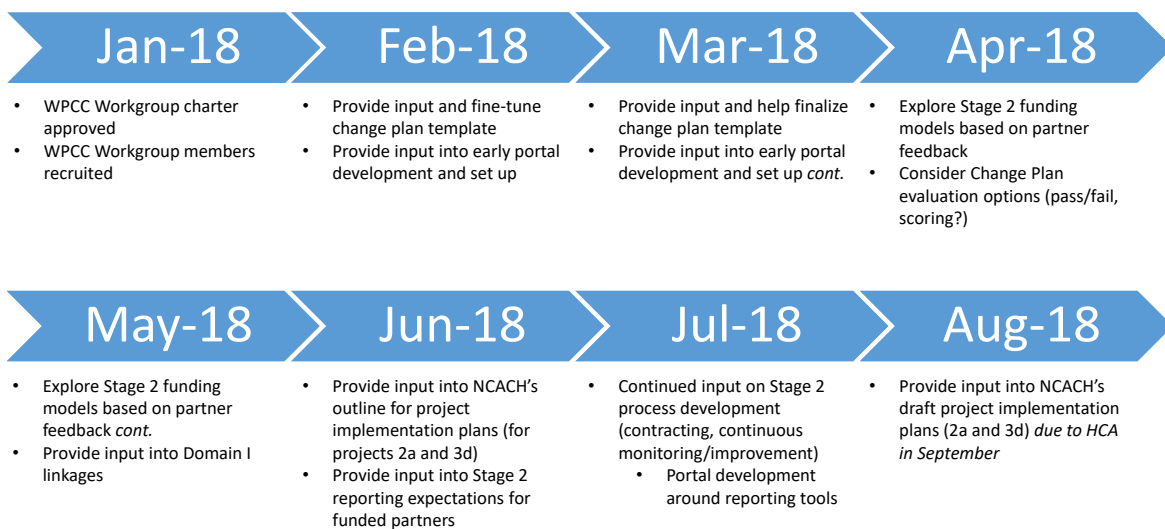 Jan-18
Feb-18
Mar-18
Apr-18
• WPCC Workgroup charter
approved
• WPCC Workgroup members
recruited
• Provide input and fine-tune
change plan template
• Provide input into early portal
development and set up
• Provide input and help finalize
change plan template
• Provide input into early portal
development and set up cont.
• Explore Stage 2 funding
models based on partner
feedback
• Consider Change Plan
evaluation options (pass/fail,
scoring?)
May-18
Jun-18
Jul-18
Aug-18
• Explore Stage 2 funding
models based on partner
feedback cont.
• Provide input into Domain I
linkages
• Provide input into NCACH's
outline for project
implementation plans (for
projects 2a and 3d)
• Provide input into Stage 2
reporting expectations for
funded partners
• Continued input on Stage 2
process development
(contracting, continuous
monitoring/improvement)
• Portal development
around reporting tools
• Provide input into NCACH's
draft project implementation
plans (2a and 3d) due to HCA
in September